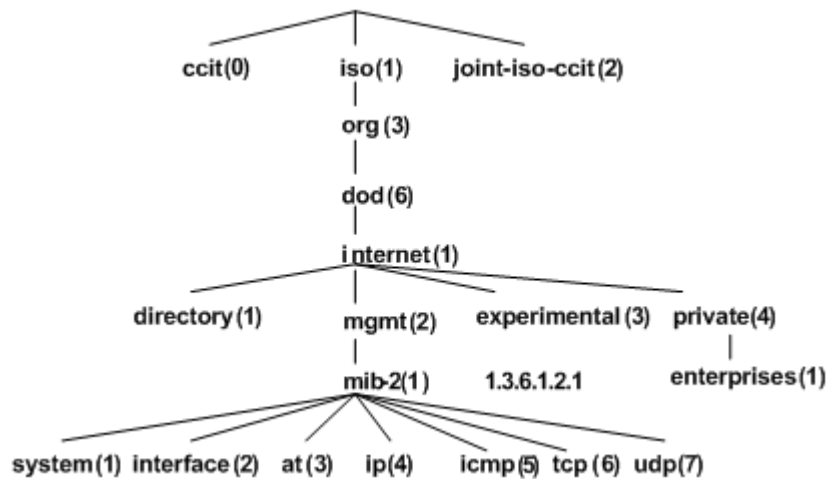 ccit(0) iso(1) joint-iso-ccit(2)
org(3)
dod(6)
internet(1)
directory(1) mgmt(2) experimental(3) private(4)
mib-2(1) 1.3.6.1.2.1 enterprises(1)
system(1) interface(2) at(3) ip(4) icmp(5) tcp(6) udp(7)